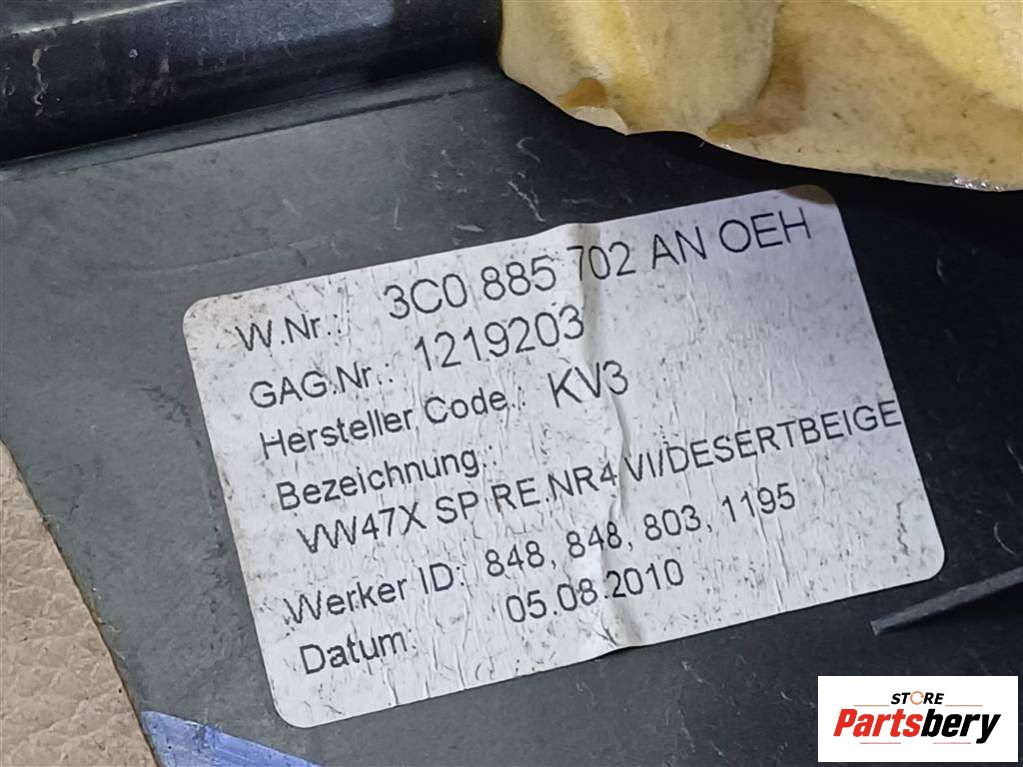 W.Nr.: 3C0 885 702 AN OEH
GAG.Nr.: 1219203
Hersteller Code.: KV3
Bezeichnung.:
VW47X SP RE.NR4 VI/DESERTBEIGE
Werker ID: 848, 848, 803, 1195
Datum: 05.08.2010
STORE
Partsbery